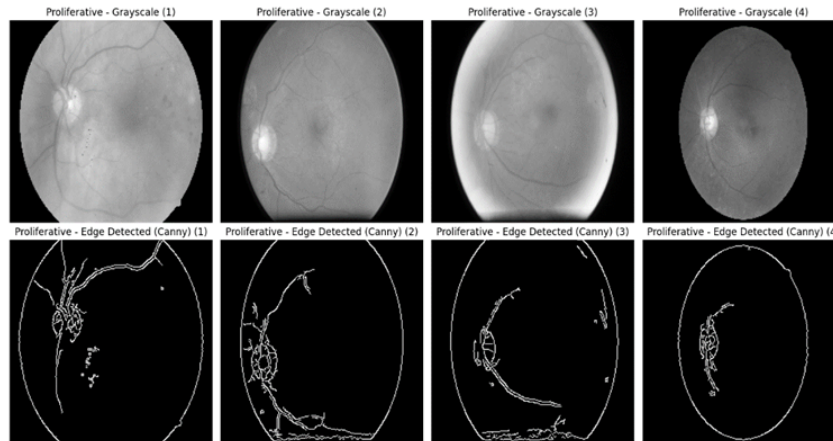 Proliferative - Grayscale (1)
Proliferative - Grayscale (2)
Proliferative - Grayscale (3)
Proliferative - Grayscale (4)
Proliferative - Edge Detected (Canny) (1)
Proliferative - Edge Detected (Canny) (2)
Proliferative - Edge Detected (Canny) (3)
Proliferative - Edge Detected (Canny) (4